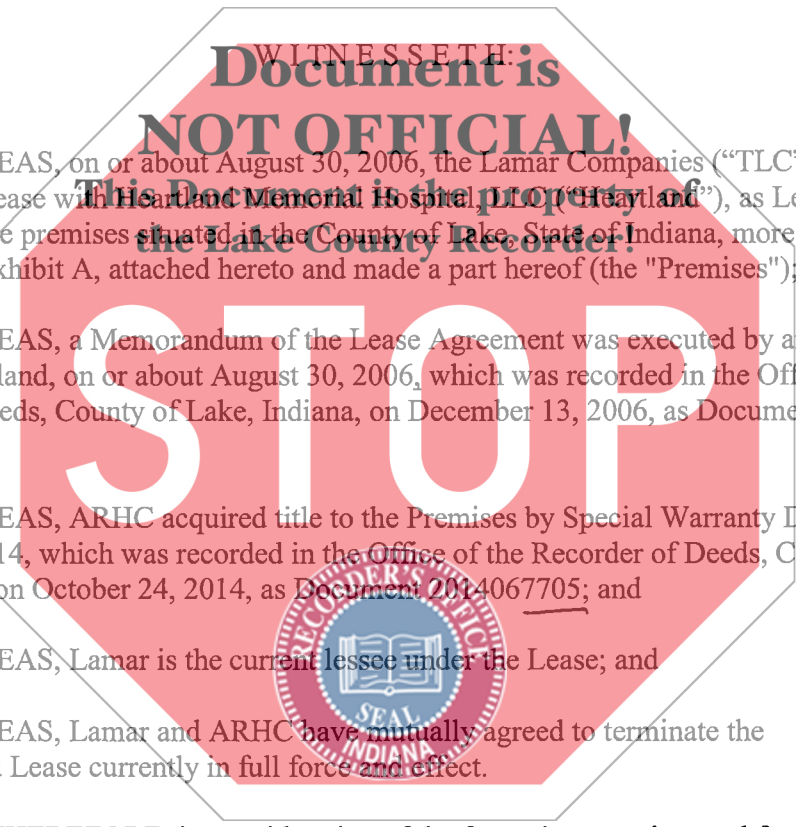 WITNESSETH:
Document is
NOT OFFICIAL!
EAS, on or about August 30, 2006, the Lamar Companies (“TLC”
This Document is the property of
ease with Heartland Memorial Hospital, LLC (“Heartland”), as Le
the Lake County Recorder!
e premises situated in the County of Lake, State of Indiana, more
xhibit A, attached hereto and made a part hereof (the "Premises");
EAS, a Memorandum of the Lease Agreement was executed by a
land, on or about August 30, 2006, which was recorded in the Off
eds, County of Lake, Indiana, on December 13, 2006, as Docume
STOP
EAS, ARHC acquired title to the Premises by Special Warranty D
14, which was recorded in the Office of the Recorder of Deeds, C
on October 24, 2014, as Document 2014067705; and
RECORDER'S OFFICE
EAS, Lamar is the current lessee under the Lease; and
SEAL
INDIANA
EAS, Lamar and ARHC have mutually agreed to terminate the
Lease currently in full force and effect.